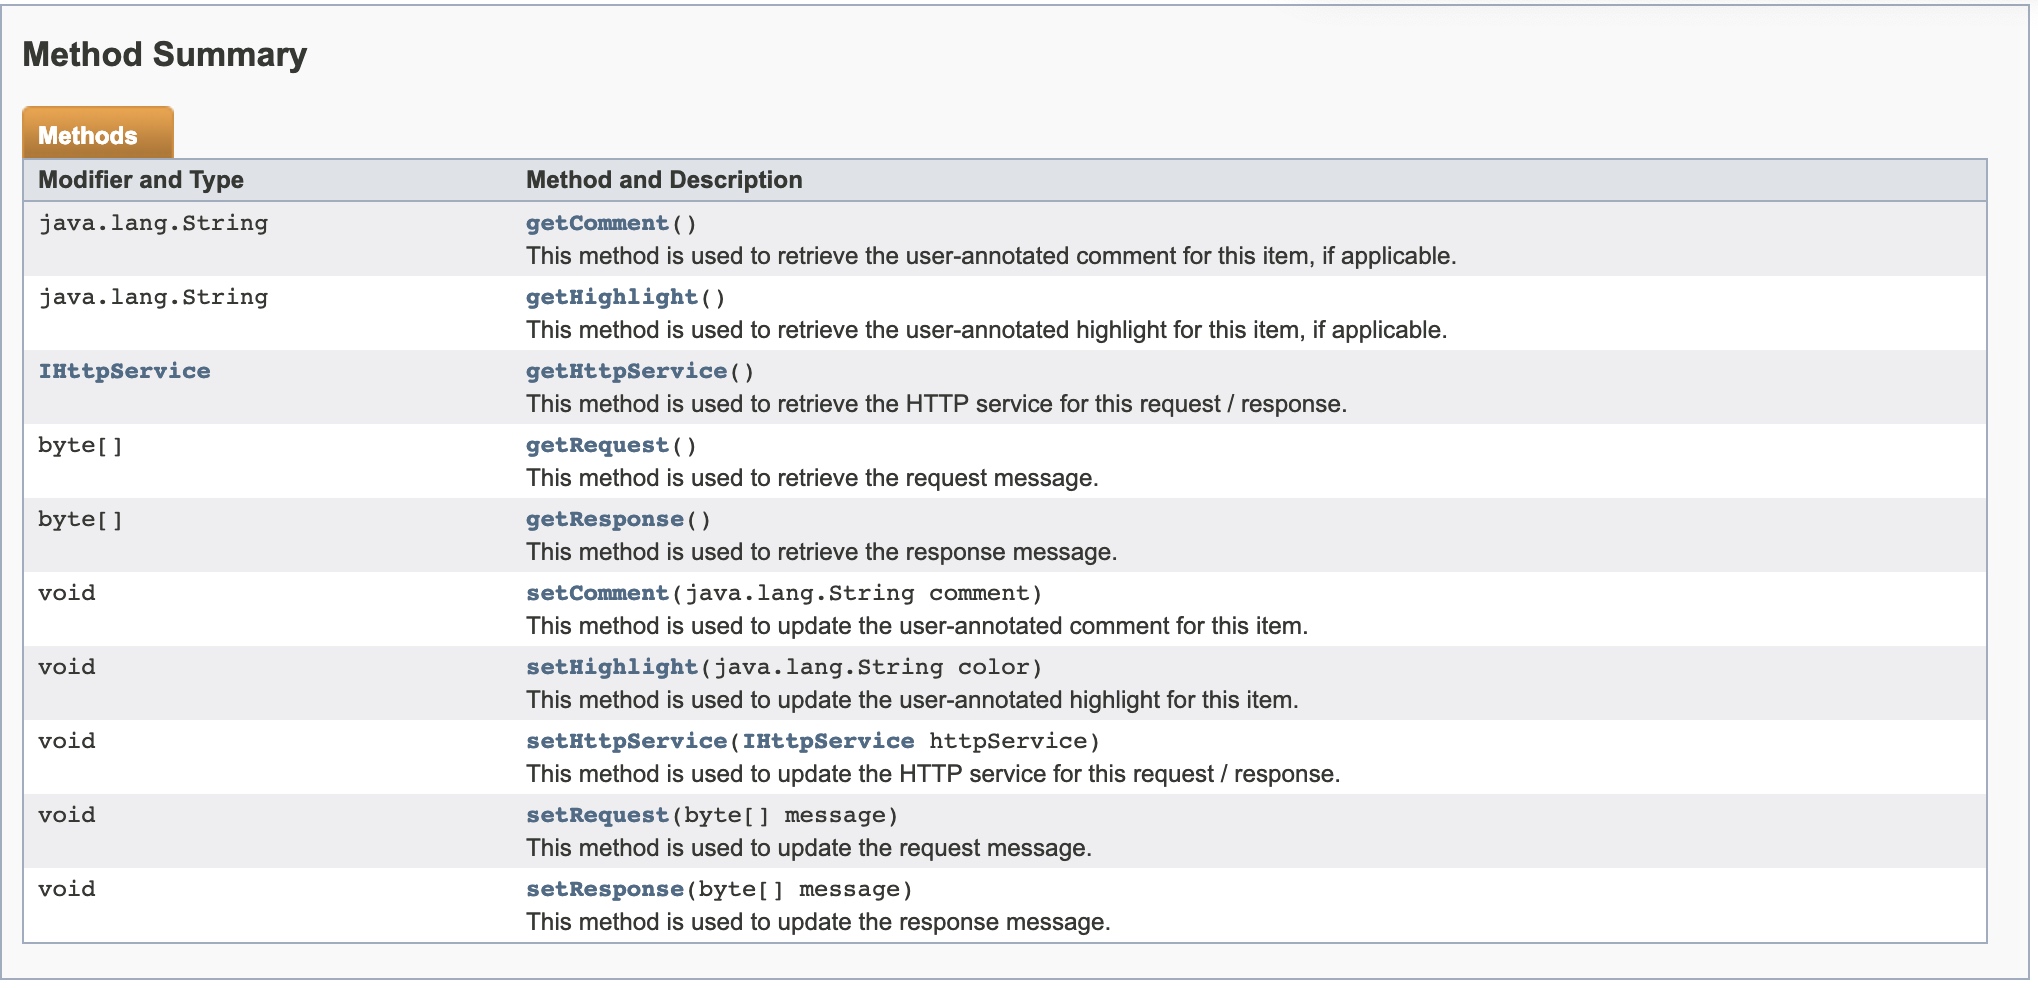 Method Summary
Methods
Modifier and Type Method and Description
java.lang.String getComment()
This method is used to retrieve the user-annotated comment for this item, if applicable.
java.lang.String getHighlight()
This method is used to retrieve the user-annotated highlight for this item, if applicable.
IHttpService getHttpService()
This method is used to retrieve the HTTP service for this request / response.
byte[] getRequest()
This method is used to retrieve the request message.
byte[] getResponse()
This method is used to retrieve the response message.
void setComment(java.lang.String comment)
This method is used to update the user-annotated comment for this item.
void setHighlight(java.lang.String color)
This method is used to update the user-annotated highlight for this item.
void setHttpService(IHttpService httpService)
This method is used to update the HTTP service for this request / response.
void setRequest(byte[] message)
This method is used to update the request message.
void setResponse(byte[] message)
This method is used to update the response message.